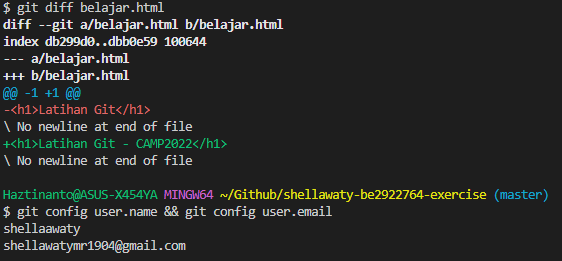 $ git diff belajar.html
diff --git a/belajar.html b/belajar.html
index db299d0..dbb0e59 100644
--- a/belajar.html
+++ b/belajar.html
@@ -1 +1 @@
-<h1>Latihan Git</h1>
\ No newline at end of file
+<h1>Latihan Git - CAMP2022</h1>
\ No newline at end of file
Haztinanto@ASUS-X454YA MINGW64 ~/Github/shellawaty-be2922764-exercise (master)
$ git config user.name && git config user.email
shellaawaty
shellawatymr1904@gmail.com